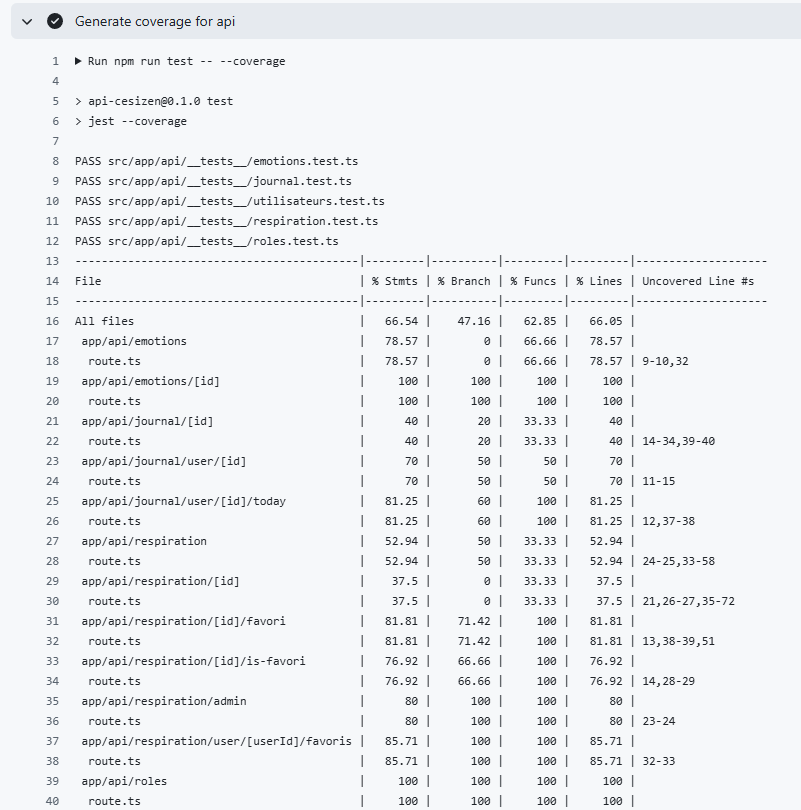 Generate coverage for api
1 Run npm run test -- --coverage
4
5 > api-cesizen@0.1.0 test
6 > jest --coverage
7
8 PASS src/app/api/__tests__/emotions.test.ts
9 PASS src/app/api/__tests__/journal.test.ts
10 PASS src/app/api/__tests__/utilisateurs.test.ts
11 PASS src/app/api/__tests__/respiration.test.ts
12 PASS src/app/api/__tests__/roles.test.ts
13 -------------------------------------------|---------|----------|---------|---------|--------------------
14 File | % Stmts | % Branch | % Funcs | % Lines | Uncovered Line #s
15 -------------------------------------------|---------|----------|---------|---------|--------------------
16 All files | 66.54 | 47.16 | 62.85 | 66.05 |
17 app/api/emotions | 78.57 | 0 | 66.66 | 78.57 |
18 route.ts | 78.57 | 0 | 66.66 | 78.57 | 9-10,32
19 app/api/emotions/[id] | 100 | 100 | 100 | 100 |
20 route.ts | 100 | 100 | 100 | 100 |
21 app/api/journal/[id] | 40 | 20 | 33.33 | 40 |
22 route.ts | 40 | 20 | 33.33 | 40 | 14-34,39-40
23 app/api/journal/user/[id] | 70 | 50 | 50 | 70 |
24 route.ts | 70 | 50 | 50 | 70 | 11-15
25 app/api/journal/user/[id]/today | 81.25 | 60 | 100 | 81.25 |
26 route.ts | 81.25 | 60 | 100 | 81.25 | 12,37-38
27 app/api/respiration | 52.94 | 50 | 33.33 | 52.94 |
28 route.ts | 52.94 | 50 | 33.33 | 52.94 | 24-25,33-58
29 app/api/respiration/[id] | 37.5 | 0 | 33.33 | 37.5 |
30 route.ts | 37.5 | 0 | 33.33 | 37.5 | 21,26-27,35-72
31 app/api/respiration/[id]/favori | 81.81 | 71.42 | 100 | 81.81 |
32 route.ts | 81.81 | 71.42 | 100 | 81.81 | 13,38-39,51
33 app/api/respiration/[id]/is-favori | 76.92 | 66.66 | 100 | 76.92 |
34 route.ts | 76.92 | 66.66 | 100 | 76.92 | 14,28-29
35 app/api/respiration/admin | 80 | 100 | 100 | 80 |
36 route.ts | 80 | 100 | 100 | 80 | 23-24
37 app/api/respiration/user/[userId]/favoris | 85.71 | 100 | 100 | 85.71 |
38 route.ts | 85.71 | 100 | 100 | 85.71 | 32-33
39 app/api/roles | 100 | 100 | 100 | 100 |
40 route.ts | 100 | 100 | 100 | 100 |